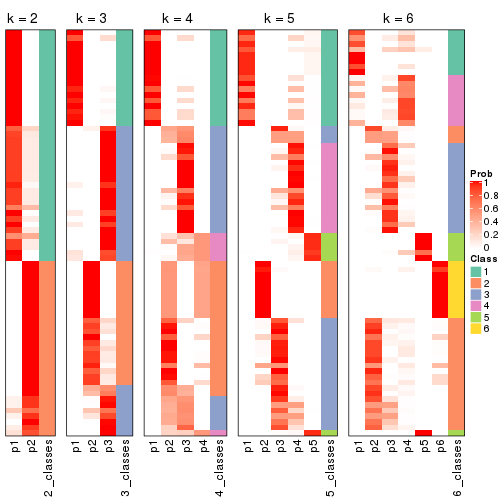 k = 2
k = 3
k = 4
k = 5
k = 6
p1
p2
2_classes
p1
p2
p3
3_classes
p1
p2
p3
p4
4_classes
p1
p2
p3
p4
p5
5_classes
p1
p2
p3
p4
p5
p6
6_classes
Prob
1
0.8
0.6
0.4
0.2
0
Class
1
2
3
4
5
6